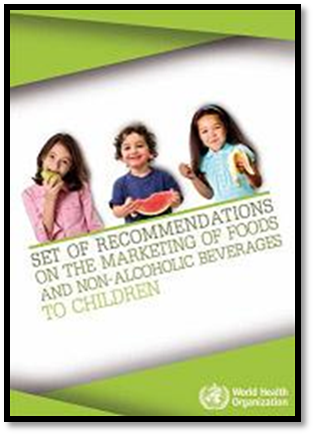 SET OF RECOMMENDATIONS
ON THE MARKETING OF FOODS
AND NON-ALCOHOLIC BEVERAGES
TO CHILDREN
World Health
Organization